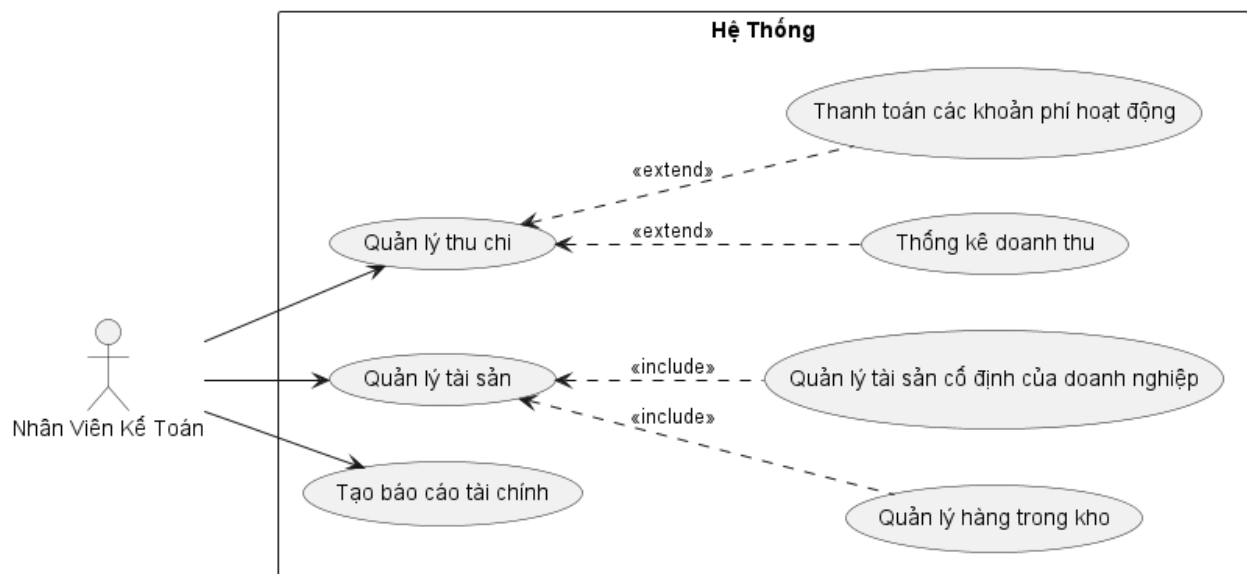 Hệ Thống
Thanh toán các khoản phí hoạt động
«extend»
Quản lý thu chi
«extend»
Thống kê doanh thu
Nhân Viên Kế Toán
Quản lý tài sản
«include»
Quản lý tài sản cố định của doanh nghiệp
«include»
Tạo báo cáo tài chính
Quản lý hàng trong kho